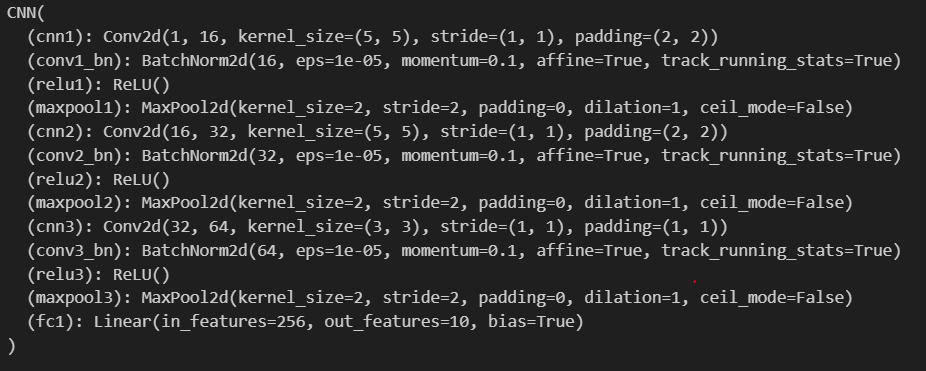 CNN(
  (cnn1): Conv2d(1, 16, kernel_size=(5, 5), stride=(1, 1), padding=(2, 2))
  (conv1_bn): BatchNorm2d(16, eps=1e-05, momentum=0.1, affine=True, track_running_stats=True)
  (relu1): ReLU()
  (maxpool1): MaxPool2d(kernel_size=2, stride=2, padding=0, dilation=1, ceil_mode=False)
  (cnn2): Conv2d(16, 32, kernel_size=(5, 5), stride=(1, 1), padding=(2, 2))
  (conv2_bn): BatchNorm2d(32, eps=1e-05, momentum=0.1, affine=True, track_running_stats=True)
  (relu2): ReLU()
  (maxpool2): MaxPool2d(kernel_size=2, stride=2, padding=0, dilation=1, ceil_mode=False)
  (cnn3): Conv2d(32, 64, kernel_size=(3, 3), stride=(1, 1), padding=(1, 1))
  (conv3_bn): BatchNorm2d(64, eps=1e-05, momentum=0.1, affine=True, track_running_stats=True)
  (relu3): ReLU()
  (maxpool3): MaxPool2d(kernel_size=2, stride=2, padding=0, dilation=1, ceil_mode=False)
  (fc1): Linear(in_features=256, out_features=10, bias=True)
)